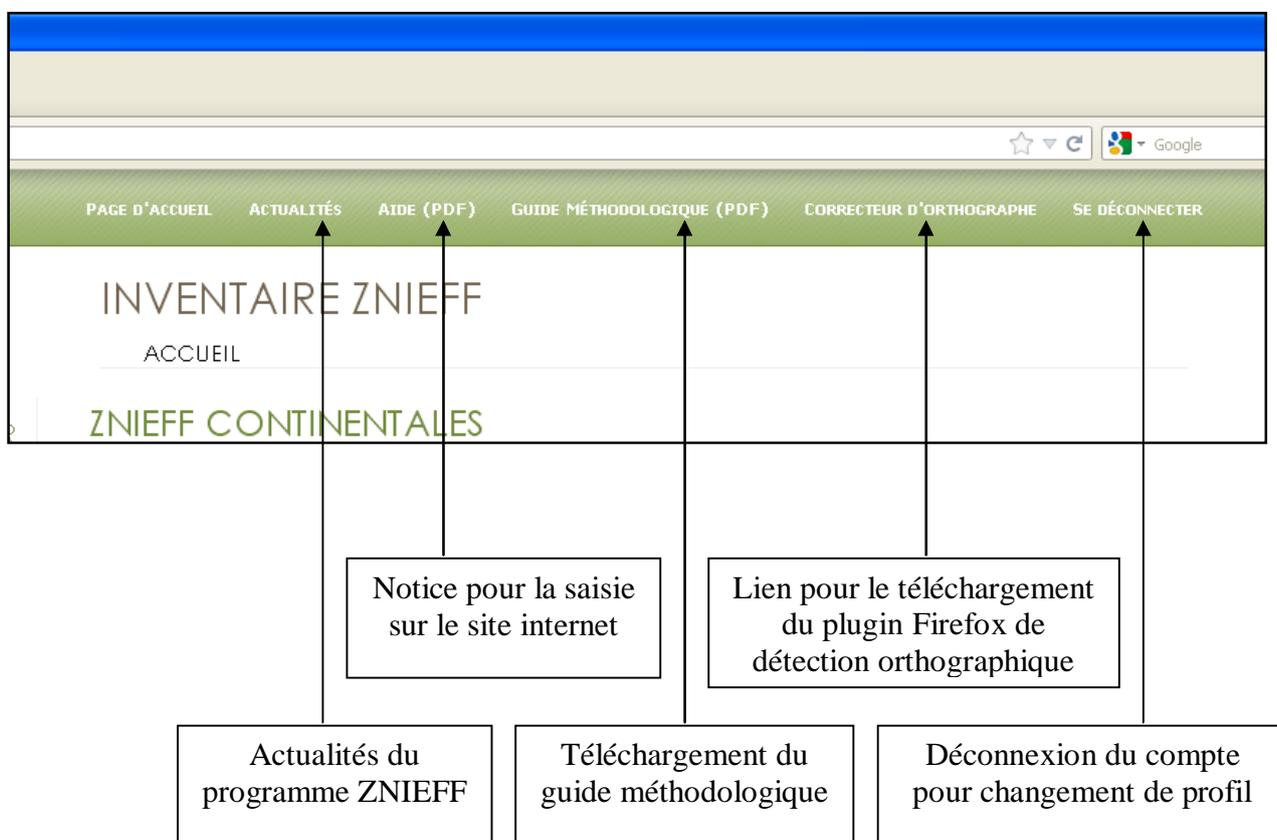 Google
PAGE D'ACCUEIL ACTUALITÉS AIDE (PDF) GUIDE MÉTHODOLOGIQUE (PDF) CORRECTEUR D'ORTHOGRAPHE SE DÉCONNECTER
INVENTAIRE ZNIEFF
ACCUEIL
ZNIEFF CONTINENTALES
Notice pour la saisie
sur le site internet
Lien pour le téléchargement
du plugin Firefox de
détection orthographique
Actualités du
programme ZNIEFF
Téléchargement du
guide méthodologique
Déconnexion du compte
pour changement de profil